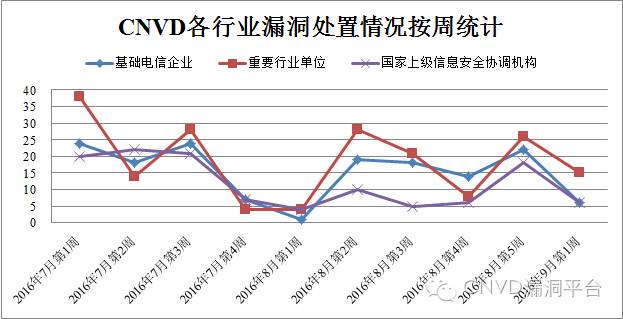 CNVD各行业漏洞处置情况按周统计
基础电信企业 重要行业单位 国家上级信息安全协调机构
40
35
30
25
20
15
10
5
0
2016年7月第1周
2016年7月第2周
2016年7月第3周
2016年7月第4周
2016年8月第1周
2016年8月第2周
2016年8月第3周
2016年8月第4周
2016年8月第5周
2016年9月第1周
CNVD漏洞平台